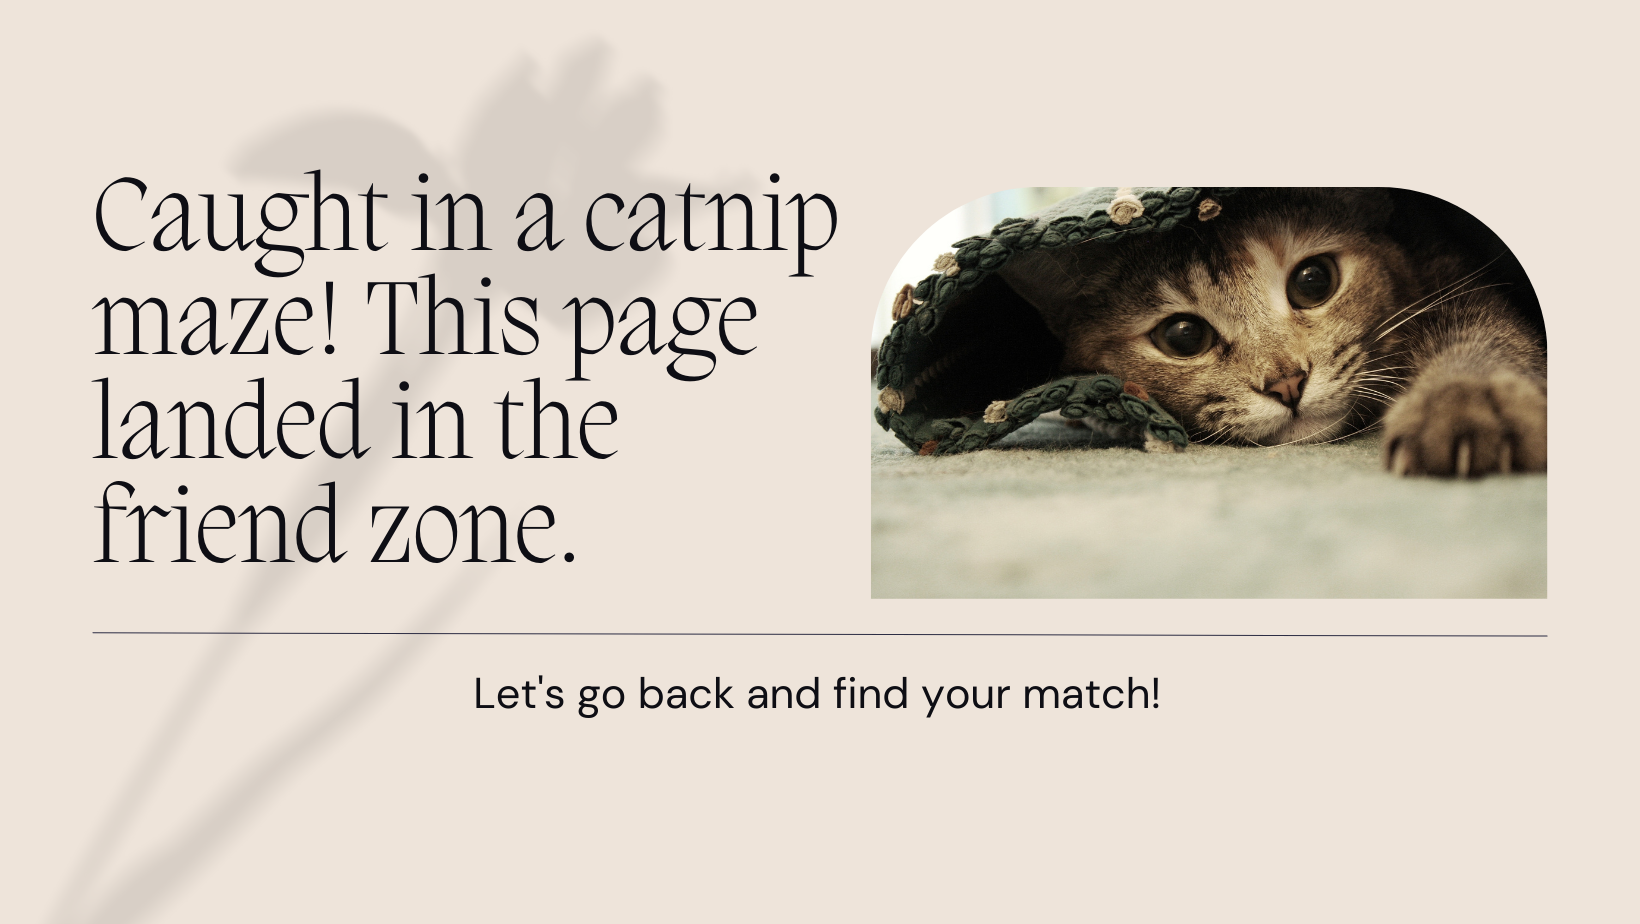 Caught in a catnip
maze! This page
landed in the
friend zone.
Let's go back and find your match!